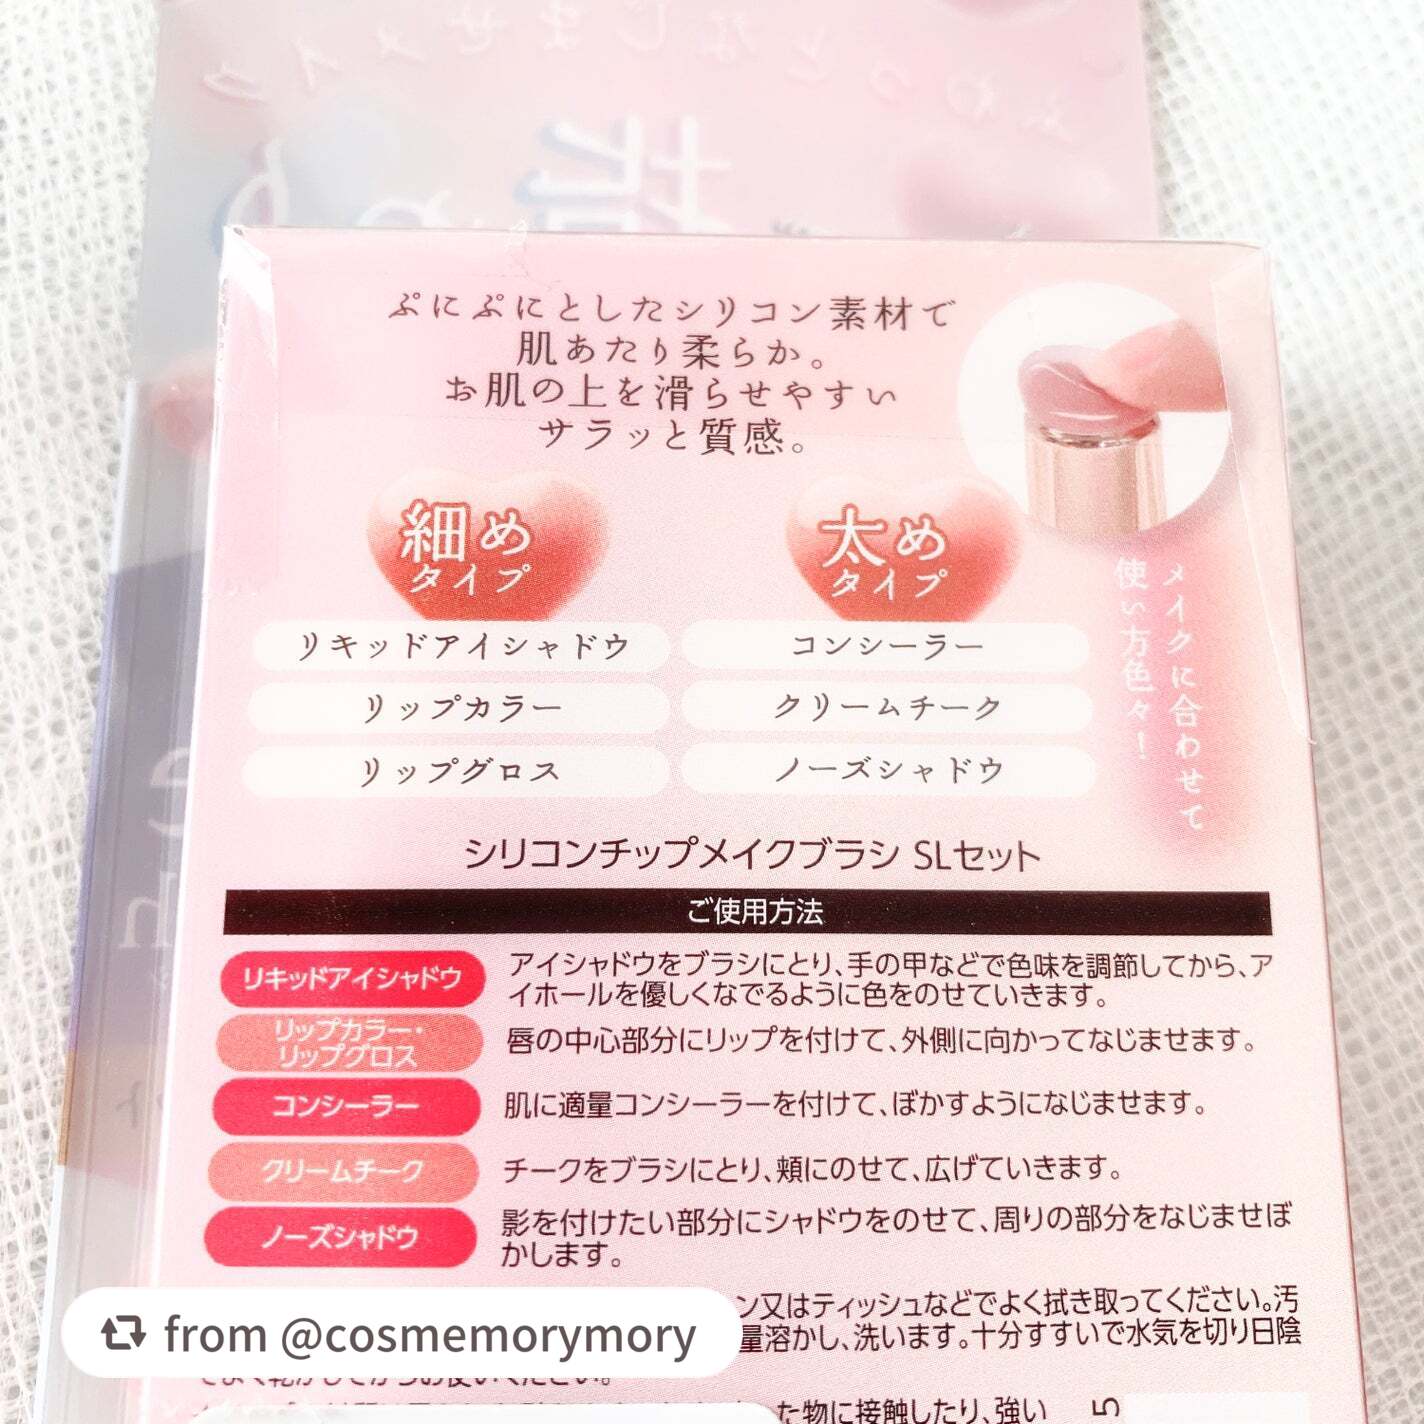 ぷにぷにとしたシリコン素材で
肌あたり柔らか。
お肌の上を滑らせやすい
サラッと質感。
細め
タイプ
太め
タイプ
リキッドアイシャドウ
コンシーラー
リップカラー
クリームチーク
リップグロス
ノーズシャドウ
メイクに合わせて
使い方色々！
シリコンチップメイクブラシ SLセット
ご使用方法
リキッドアイシャドウ
アイシャドウをブラシにとり、手の甲などで色味を調節してから、ア
イホールを優しくなでるように色をのせていきます。
リップカラー・
リップグロス
唇の中心部分にリップを付けて、外側に向かってなじませます。
コンシーラー
肌に適量コンシーラーを付けて、ぼかすようになじませます。
クリームチーク
チークをブラシにとり、頬にのせて、広げていきます。
ノーズシャドウ
影を付けたい部分にシャドウをのせて、周りの部分をなじませぼ
かします。
ン又はティッシュなどでよく拭き取ってください。汚
量溶かし、洗います。十分すすいで水気を切り日陰
from @cosmemorymory
た物に接触したり、強い
5